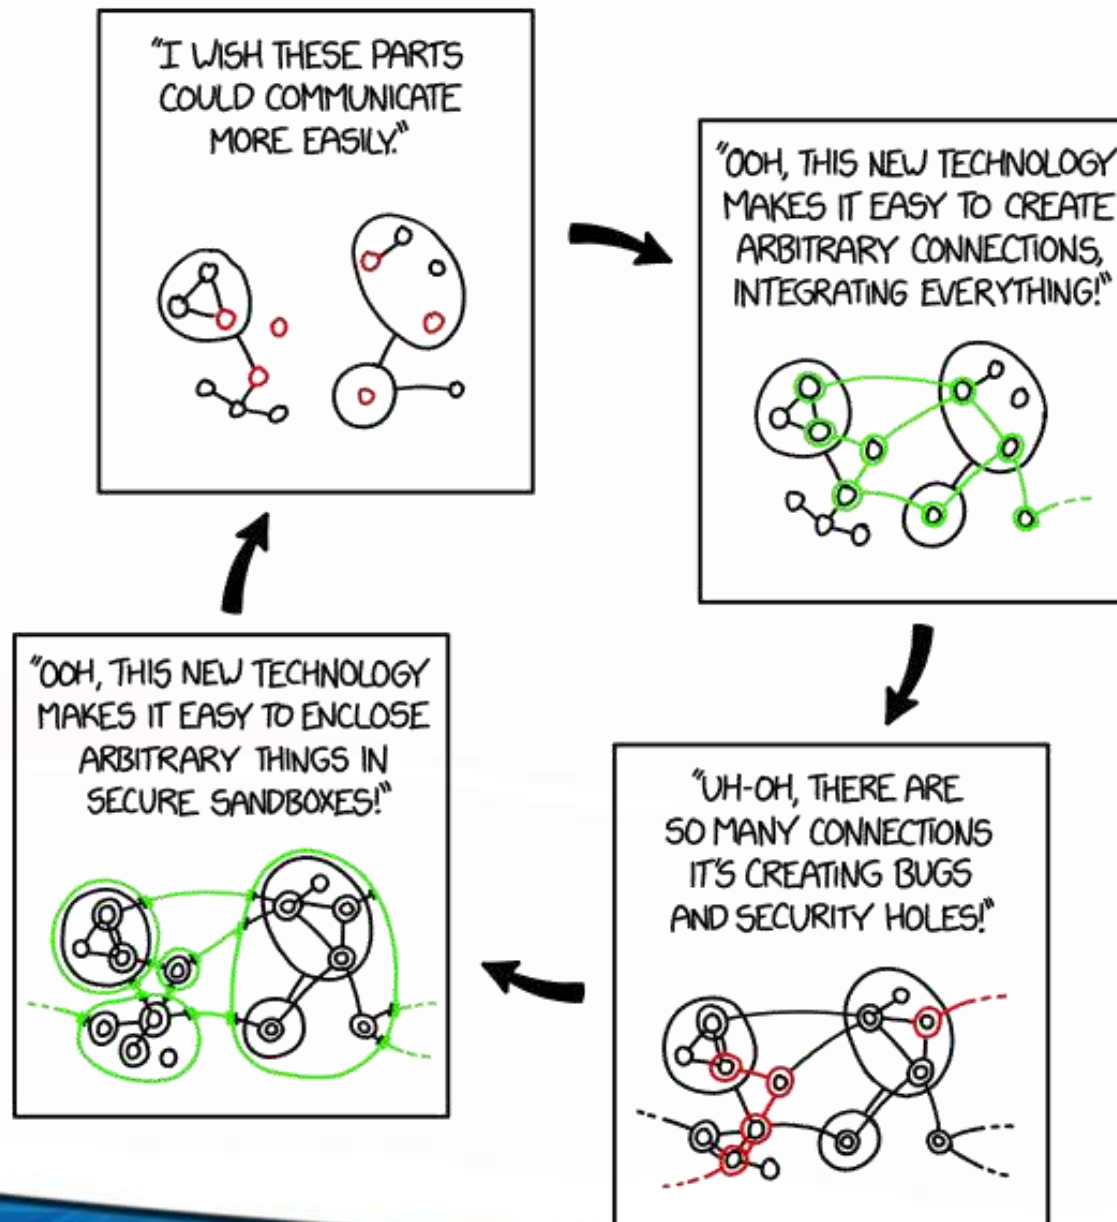 "I WISH THESE PARTS
COULD COMMUNICATE
MORE EASILY."
"OOH, THIS NEW TECHNOLOGY
MAKES IT EASY TO CREATE
ARBITRARY CONNECTIONS,
INTEGRATING EVERYTHING!"
"UH-OH, THERE ARE
SO MANY CONNECTIONS
IT'S CREATING BUGS
AND SECURITY HOLES!"
"OOH, THIS NEW TECHNOLOGY
MAKES IT EASY TO ENCLOSE
ARBITRARY THINGS IN
SECURE SANDBOXES!"